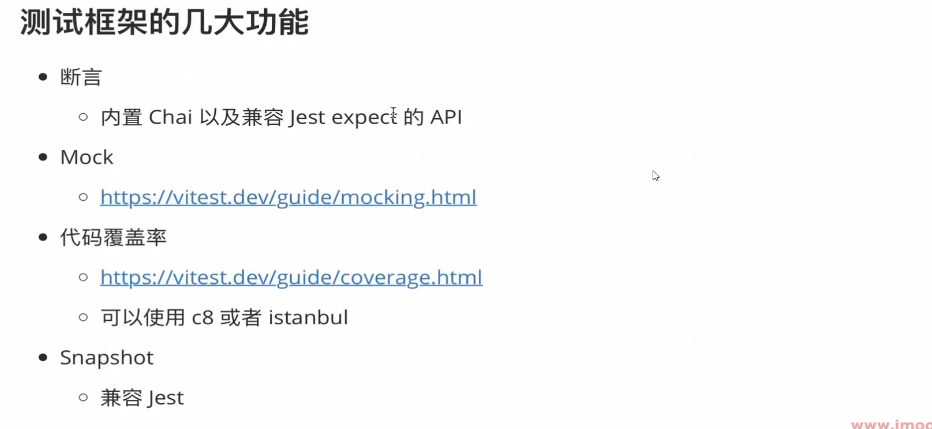 测试框架的几大功能
断言
内置 Chai 以及兼容 Jest expect 的 API
Mock
https://vitest.dev/guide/mocking.html
代码覆盖率
https://vitest.dev/guide/coverage.html
可以使用 c8 或者 istanbul
Snapshot
兼容 Jest